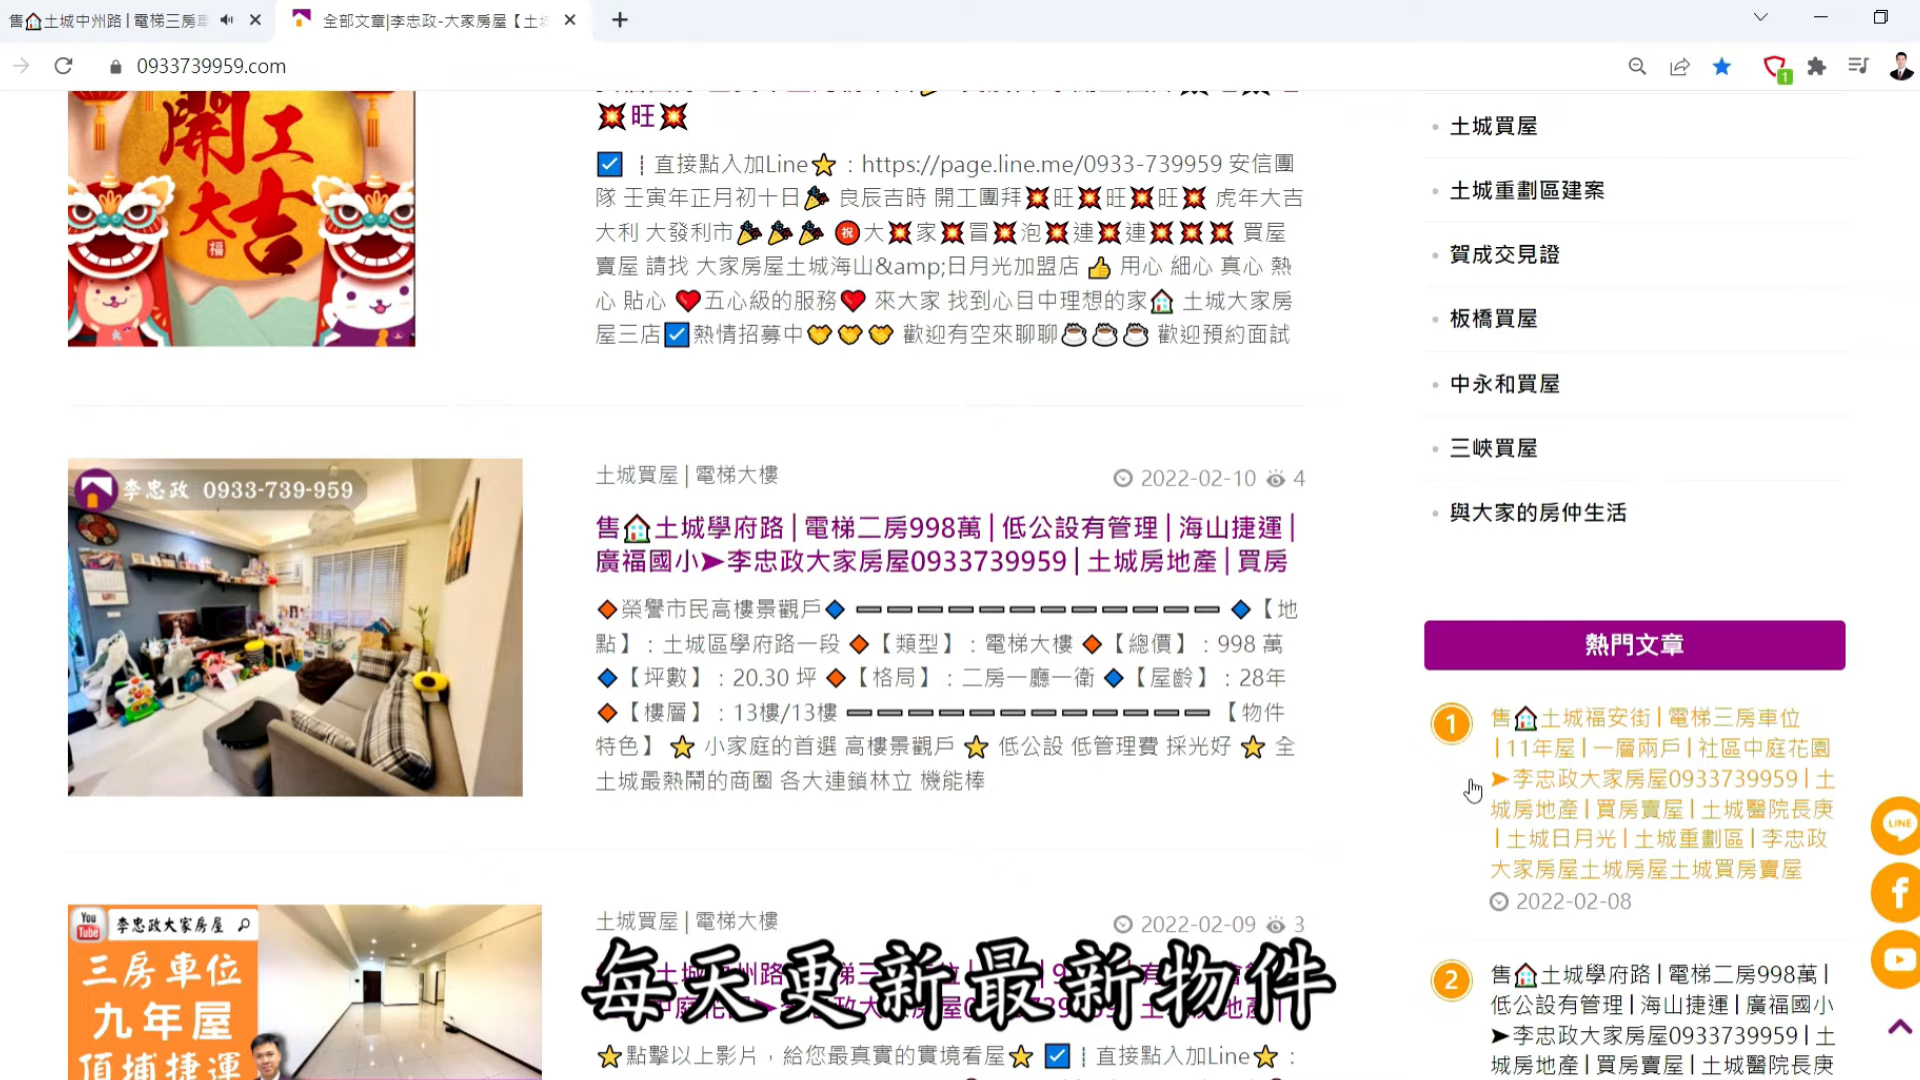 售🏠土城中州路 | 電梯三房車
全部文章|李忠政-大家房屋【土城
0933739959.com
1
開工大吉
福
💥旺💥
☑️┆直接點入加Line⭐：https://page.line.me/0933-739959 安信團
隊 壬寅年正月初十日🎉 良辰吉時 開工團拜💥旺💥旺💥旺💥 虎年大吉
大利 大發利市🎉🎉🎉 ㊗️大💥家💥冒💥泡💥連💥連💥💥💥 買屋
賣屋 請找 大家房屋土城海山&amp;日月光加盟店 👍 用心 細心 真心 熱
心 貼心 ❤️五心級的服務❤️ 來大家 找到心目中理想的家🏠 土城大家房
屋三店☑️熱情招募中💛💛💛 歡迎有空來聊聊☕☕☕ 歡迎預約面試
李忠政 0933-739-959
土城買屋 | 電梯大樓
2022-02-10 4
售🏠土城學府路 | 電梯二房998萬 | 低公設有管理 | 海山捷運 |
廣福國小➤李忠政大家房屋0933739959 | 土城房地產 | 買房
🔶榮譽市民高樓景觀戶🔷 ➖➖➖➖➖➖➖➖➖➖➖➖ 🔷【地
點】：土城區學府路一段 🔶【類型】：電梯大樓 🔶【總價】：998 萬
🔷【坪數】：20.30 坪 🔶【格局】：二房一廳一衛 🔷【屋齡】：28年
🔶【樓層】：13樓/13樓 ➖➖➖➖➖➖➖➖➖➖➖➖ 【物件
特色】 ⭐ 小家庭的首選 高樓景觀戶 ⭐ 低公設 低管理費 採光好 ⭐ 全
土城最熱鬧的商圈 各大連鎖林立 機能棒
You Tube 李忠政大家房屋
三房車位
九年屋
頂埔捷運
土城買屋 | 電梯大樓
2022-02-09 3
每天更新最新物件
⭐點擊以上影片，給您最真實的實境看屋⭐ ☑️┆直接點入加Line⭐：
土城買屋
土城重劃區建案
賀成交見證
板橋買屋
中永和買屋
三峽買屋
與大家的房仲生活
熱門文章
1
售🏠土城福安街 | 電梯三房車位
| 11年屋 | 一層兩戶 | 社區中庭花園
➤李忠政大家房屋0933739959 | 土
城房地產 | 買房賣屋 | 土城醫院長庚
| 土城日月光 | 土城重劃區 | 李忠政
大家房屋土城房屋土城買房賣屋
2022-02-08
2
售🏠土城學府路 | 電梯二房998萬 |
低公設有管理 | 海山捷運 | 廣福國小
➤李忠政大家房屋0933739959 | 土
城房地產 | 買房賣屋 | 土城醫院長庚
LINE